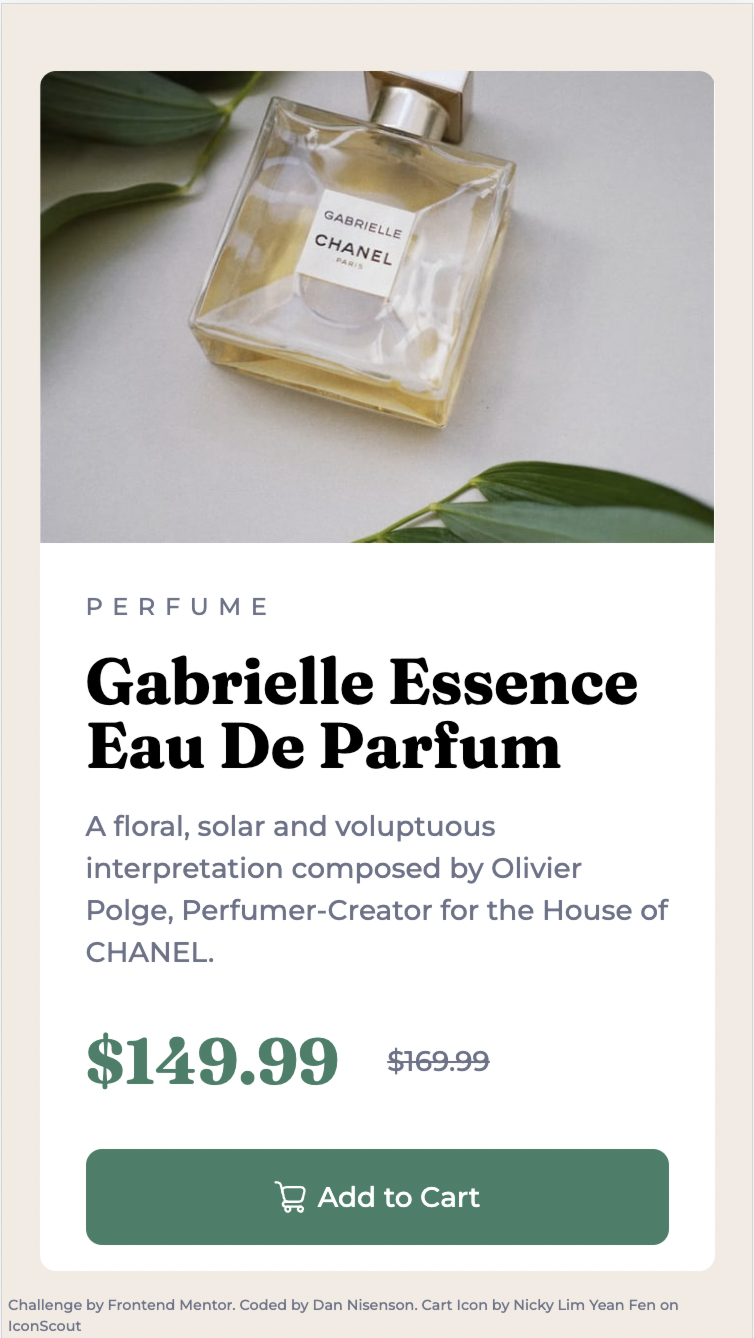 GABRIELLE
CHANEL
PARIS
PERFUME
Gabrielle Essence
Eau De Parfum
A floral, solar and voluptuous
interpretation composed by Olivier
Polge, Perfumer-Creator for the House of
CHANEL.
$149.99 $169.99
Add to Cart
Challenge by Frontend Mentor. Coded by Dan Nisenson. Cart Icon by Nicky Lim Yean Fen on
IconScout